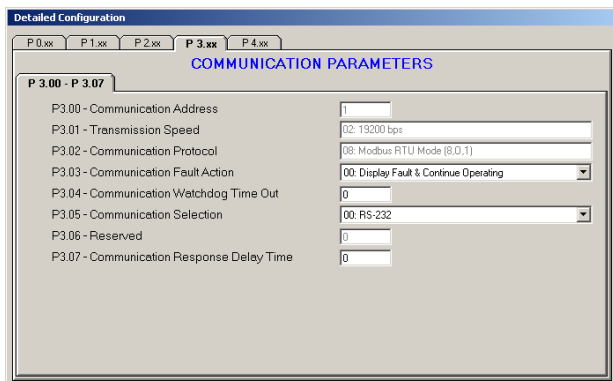 Detailed Configuration
P 0.xx P 1.xx P 2.xx P 3.xx P 4.xx
COMMUNICATION PARAMETERS
P 3.00 - P 3.07
P3.00 - Communication Address 1
P3.01 - Transmission Speed 02: 19200 bps
P3.02 - Communication Protocol 08: Modbus RTU Mode (8,O,1)
P3.03 - Communication Fault Action 00: Display Fault & Continue Operating
P3.04 - Communication Watchdog Time Out 0
P3.05 - Communication Selection 00: RS-232
P3.06 - Reserved 0
P3.07 - Communication Response Delay Time 0